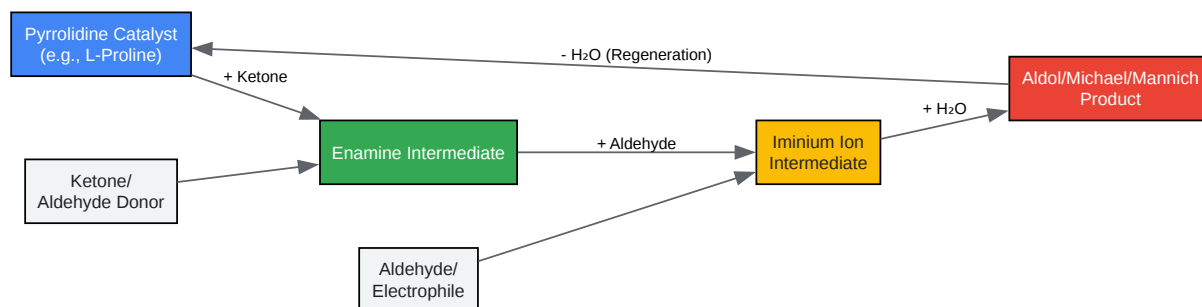 Pyrrolidine Catalyst
(e.g., L-Proline)
- H₂O (Regeneration)
+ Ketone
Aldol/Michael/Mannich
Product
+ H₂O
Enamine Intermediate
+ Aldehyde
Iminium Ion
Intermediate
Ketone/
Aldehyde Donor
Aldehyde/
Electrophile